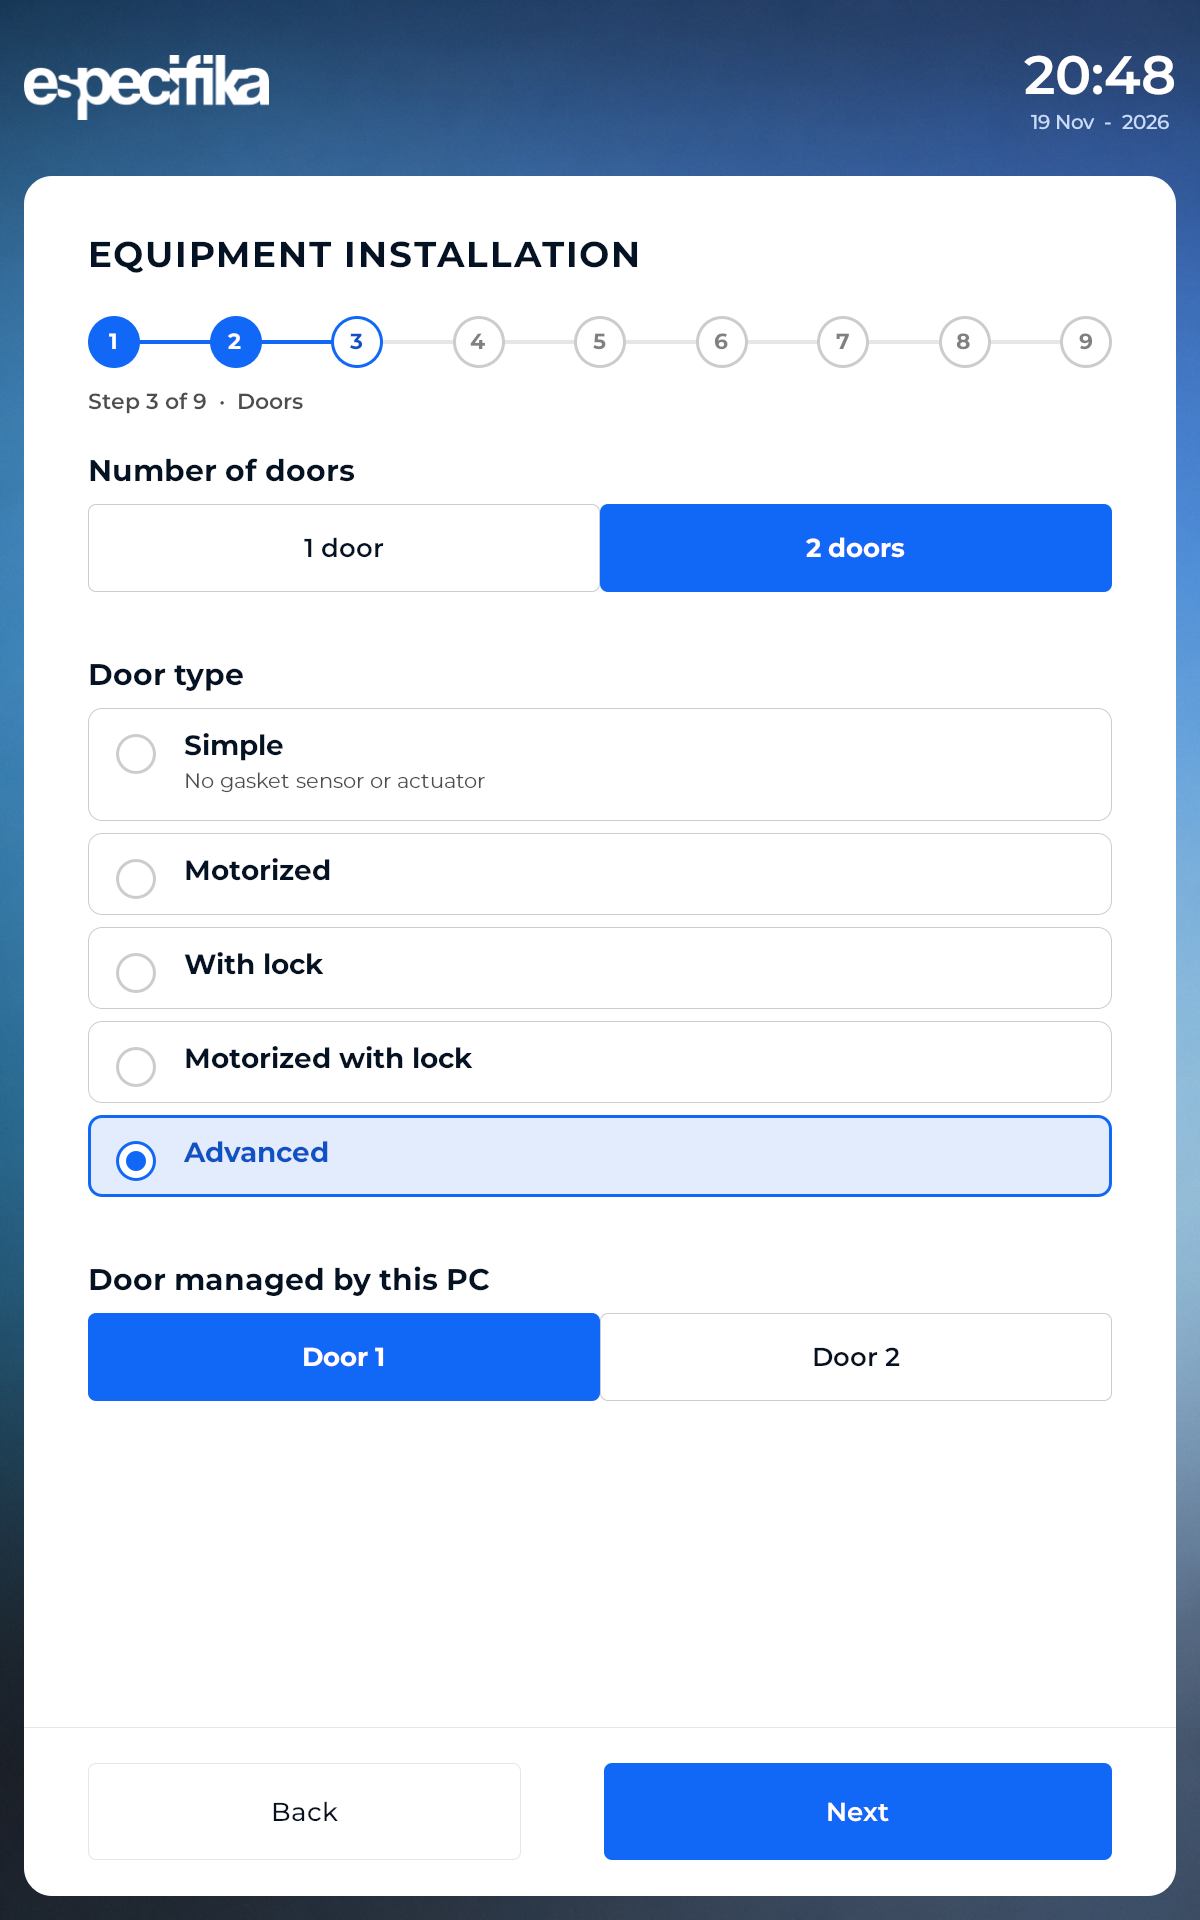 especifika
20:48
19 Nov - 2026
EQUIPMENT INSTALLATION
1 2 3 4 5 6 7 8 9
Step 3 of 9 · Doors
Number of doors
1 door
2 doors
Door type
Simple
No gasket sensor or actuator
Motorized
With lock
Motorized with lock
Advanced
Door managed by this PC
Door 1
Door 2
Back
Next